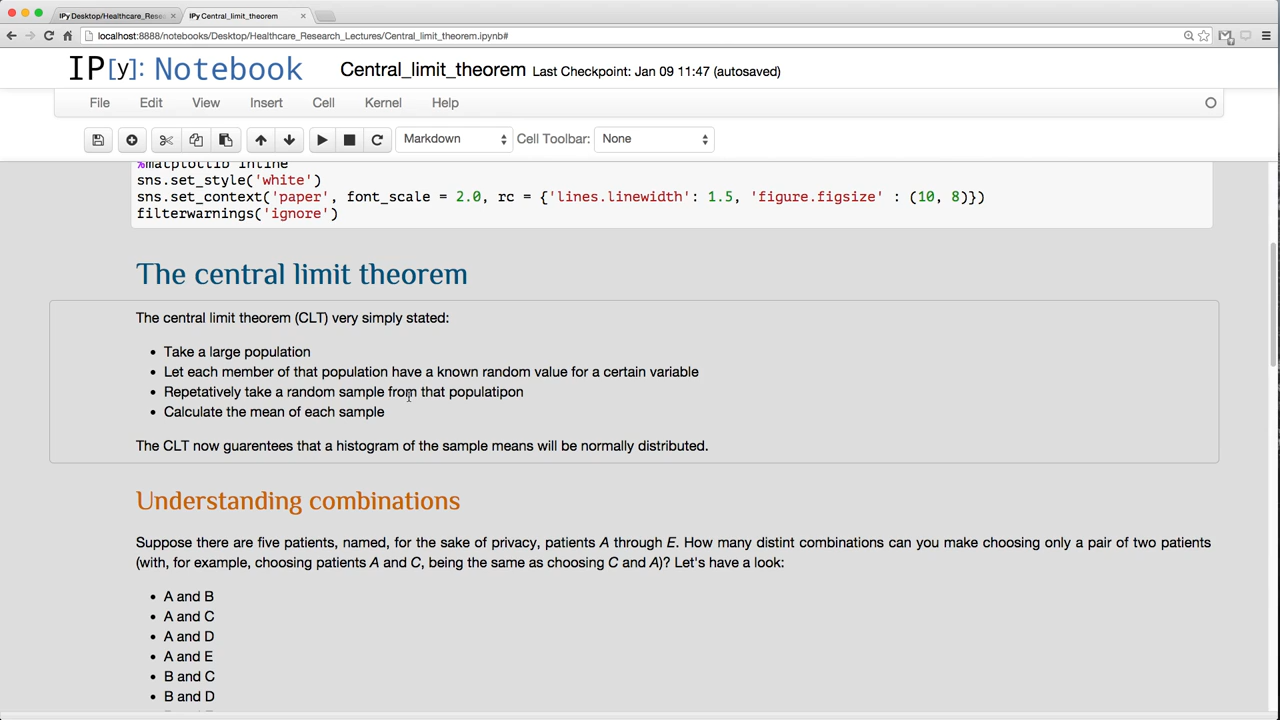 IPy Desktop/Healthcare_Rese
IPy Central_limit_theorem
localhost:8888/notebooks/Desktop/Healthcare_Research_Lectures/Central_limit_theorem.ipynb#
IP[y]: Notebook Central_limit_theorem Last Checkpoint: Jan 09 11:47 (autosaved)
File Edit View Insert Cell Kernel Help
Markdown Cell Toolbar: None
%matplotlib inline
sns.set_style('white')
sns.set_context('paper', font_scale = 2.0, rc = {'lines.linewidth': 1.5, 'figure.figsize' : (10, 8)})
filterwarnings('ignore')
The central limit theorem
The central limit theorem (CLT) very simply stated:
• Take a large population
• Let each member of that population have a known random value for a certain variable
• Repetatively take a random sample from that populatipon
• Calculate the mean of each sample
The CLT now guarentees that a histogram of the sample means will be normally distributed.
Understanding combinations
Suppose there are five patients, named, for the sake of privacy, patients A through E. How many distint combinations can you make choosing only a pair of two patients
(with, for example, choosing patients A and C, being the same as choosing C and A)? Let's have a look:
• A and B
• A and C
• A and D
• A and E
• B and C
• B and D